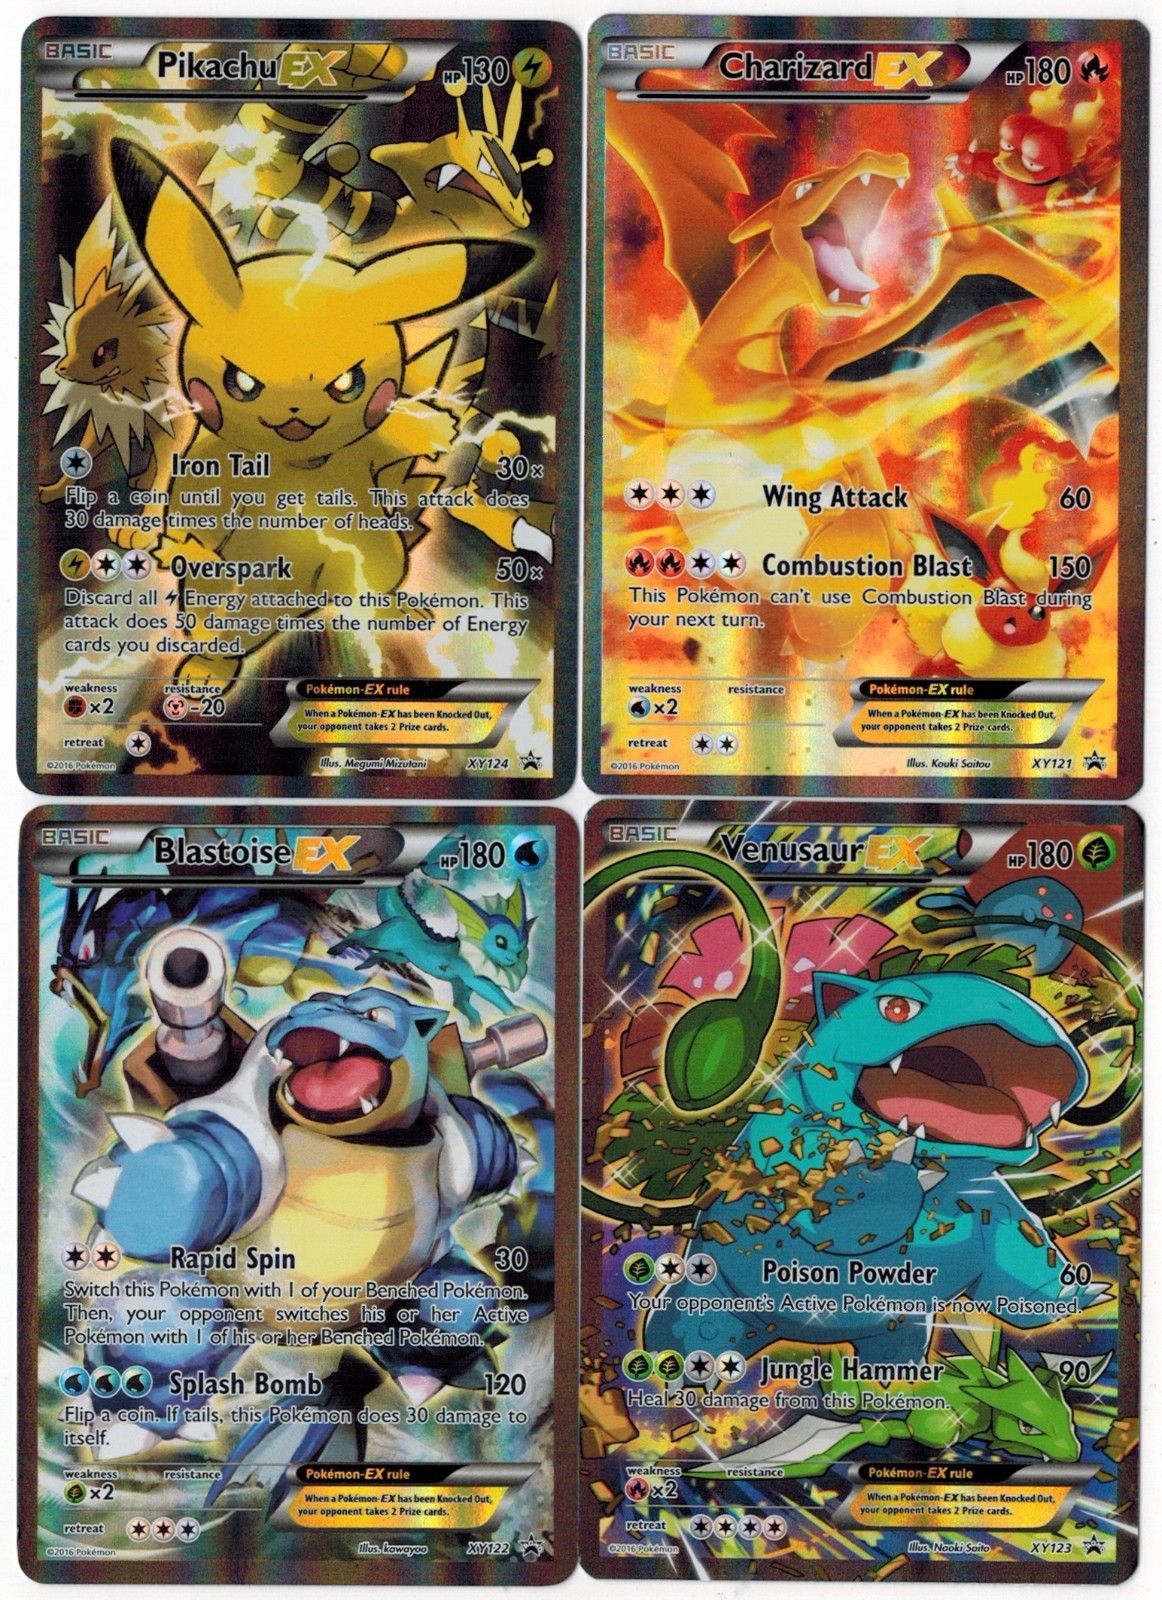 BASIC Pikachu EX HP130
Iron Tail 30×
Flip a coin until you get tails. This attack does
30 damage times the number of heads.
Overspark 50×
Discard all Energy attached to this Pokémon. This
attack does 50 damage times the number of Energy
cards you discarded.
weakness resistance
×2 -20
retreat
Pokémon-EX rule
When a Pokémon-EX has been Knocked Out,
your opponent takes 2 Prize cards.
©2016 Pokémon Illus. Megumi Mizutani XY124
BASIC Charizard EX HP180
Wing Attack 60
Combustion Blast 150
This Pokémon can't use Combustion Blast during
your next turn.
weakness resistance
×2
retreat
Pokémon-EX rule
When a Pokémon-EX has been Knocked Out,
your opponent takes 2 Prize cards.
©2016 Pokémon Illus. Kouki Saitou XY121
BASIC Blastoise EX HP180
Rapid Spin 30
Switch this Pokémon with 1 of your Benched Pokémon.
Then, your opponent switches his or her Active
Pokémon with 1 of his or her Benched Pokémon.
Splash Bomb 120
Flip a coin. If tails, this Pokémon does 30 damage to
itself.
weakness resistance
×2
retreat
Pokémon-EX rule
When a Pokémon-EX has been Knocked Out,
your opponent takes 2 Prize cards.
©2016 Pokémon Illus. kawayoo XY122
BASIC Venusaur EX HP180
Poison Powder 60
Your opponent's Active Pokémon is now Poisoned.
Jungle Hammer 90
Heal 30 damage from this Pokémon.
weakness resistance
×2
retreat
Pokémon-EX rule
When a Pokémon-EX has been Knocked Out,
your opponent takes 2 Prize cards.
©2016 Pokémon Illus. Naoki Saito XY123